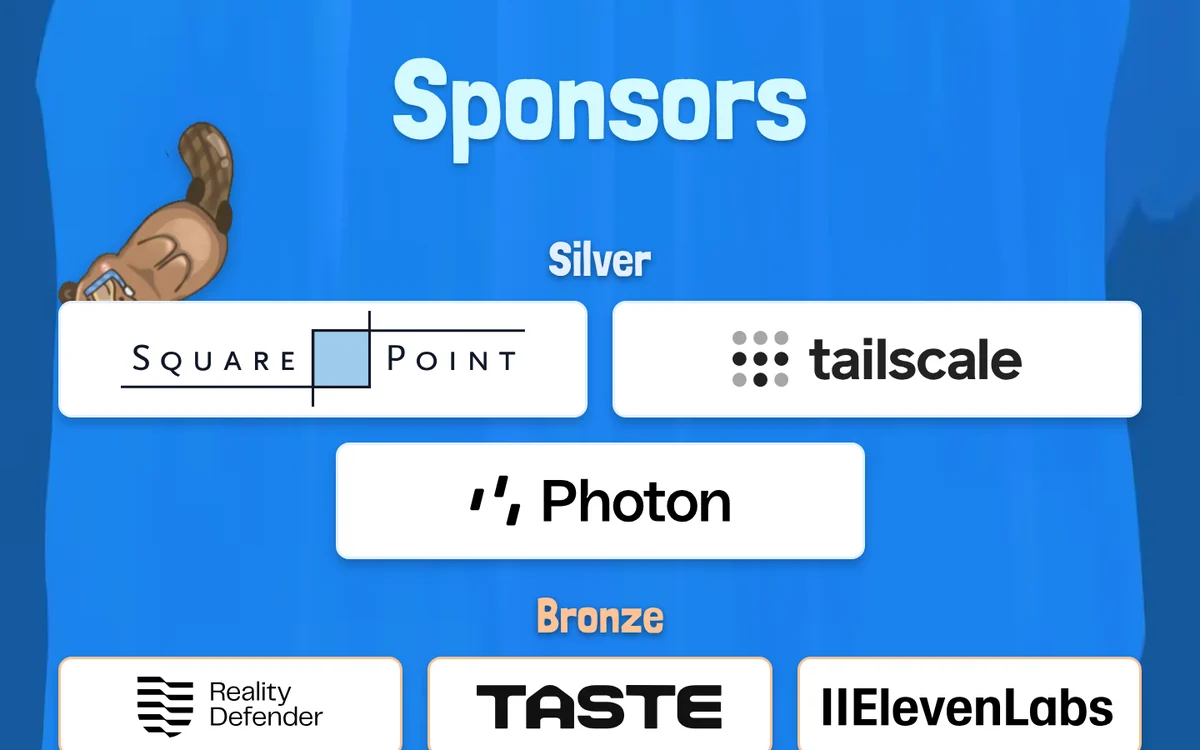 Sponsors
Silver
SQUARE POINT
tailscale
Photon
Bronze
Reality
Defender
TASTE
IIElevenLabs